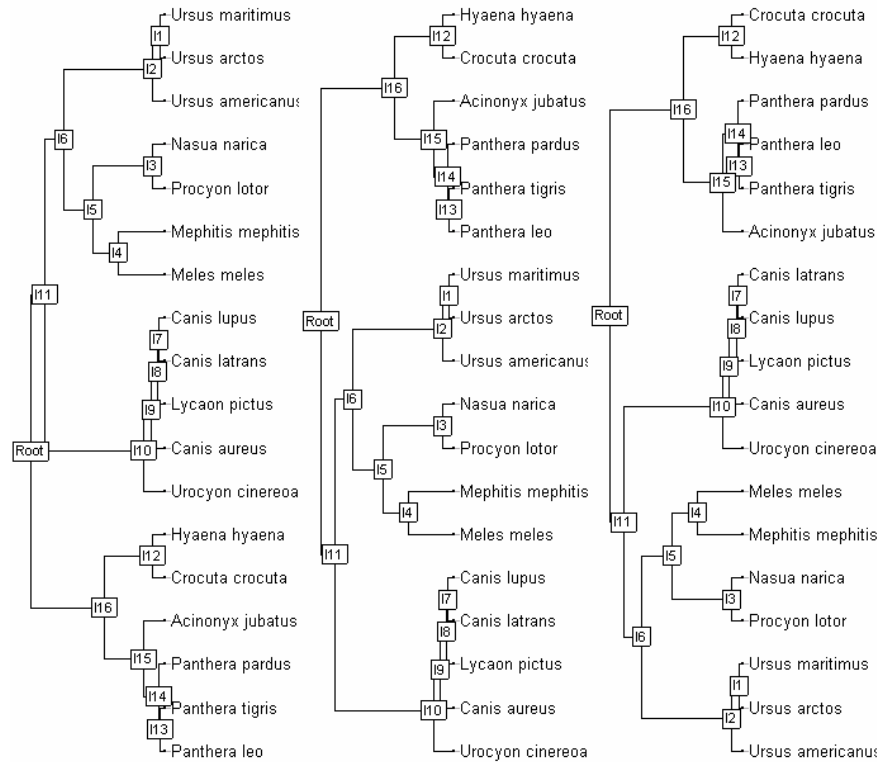 Ursus maritimus
I1
Ursus arctos
I2
Ursus americanus
I6
Nasua narica
I3
Procyon lotor
I5
Mephitis mephitis
I4
Meles meles
I11
Canis lupus
I7
Canis latrans
I8
Lycaon pictus
I9
Canis aureus
Root
I10
Urocyon cinereoa
Hyaena hyaena
I12
Crocuta crocuta
I16
Acinonyx jubatus
I15
Panthera pardus
I14
Panthera tigris
I13
Panthera leo
Hyaena hyaena
I12
Crocuta crocuta
I16
Acinonyx jubatus
I15
Panthera pardus
I14
Panthera tigris
I13
Panthera leo
Ursus maritimus
I1
Root
Ursus arctos
I2
Ursus americanus
I6
Nasua narica
I3
Procyon lotor
I5
Mephitis mephitis
I4
Meles meles
I11
Canis lupus
I7
Canis latrans
I8
Lycaon pictus
I9
Canis aureus
I10
Urocyon cinereoa
Crocuta crocuta
I12
Hyaena hyaena
I16
Panthera pardus
I14
Panthera leo
I13
I15
Panthera tigris
Acinonyx jubatus
Canis latrans
I7
Root
Canis lupus
I8
Lycaon pictus
I9
Canis aureus
I10
Urocyon cinereoa
Meles meles
I4
I11
Mephitis mephitis
I5
Nasua narica
I3
Procyon lotor
I6
Ursus maritimus
I1
Ursus arctos
I2
Ursus americanus